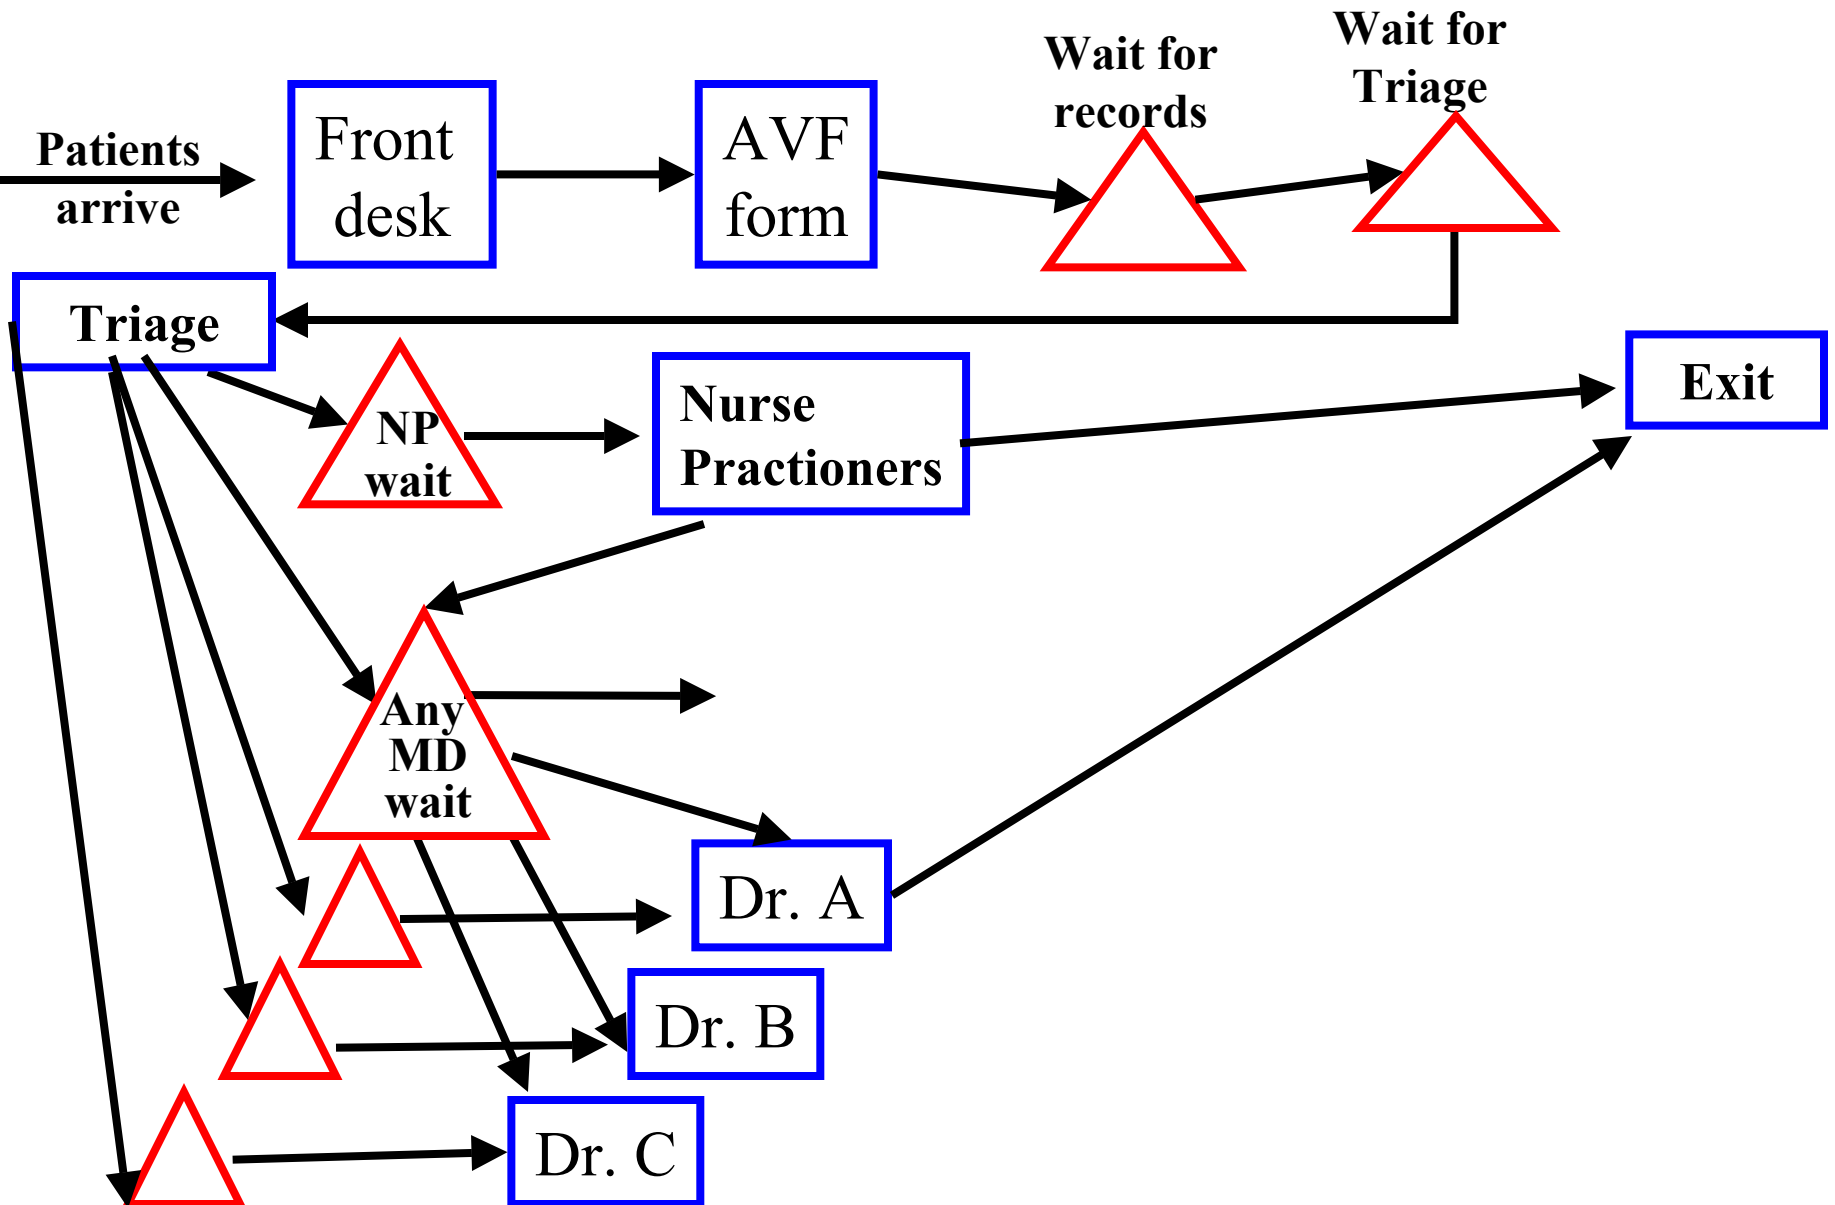 Patients
arrive
Front
desk
AVF
form
Wait for
records
Wait for
Triage
Triage
NP
wait
Nurse
Practioners
Exit
Any
MD
wait
Dr. A
Dr. B
Dr. C